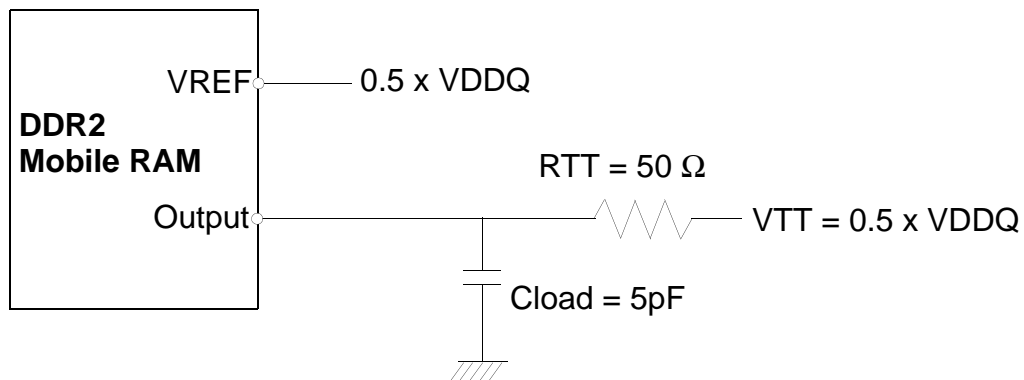 VREF
0.5 x VDDQ
DDR2
Mobile RAM
RTT = 50 Ω
Output
VTT = 0.5 x VDDQ
Cload = 5pF